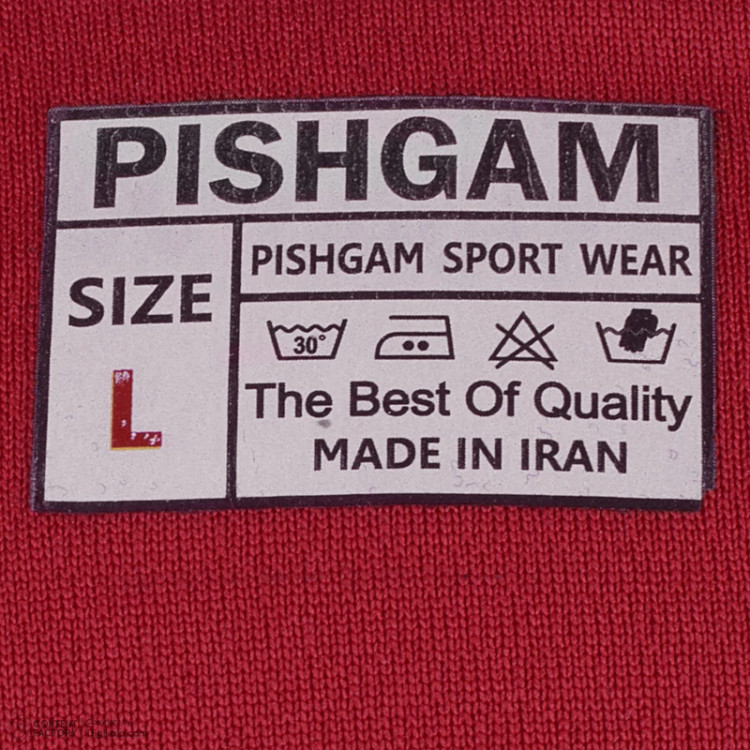 PISHGAM
SIZE
L
PISHGAM SPORT WEAR
30°
The Best Of Quality
MADE IN IRAN